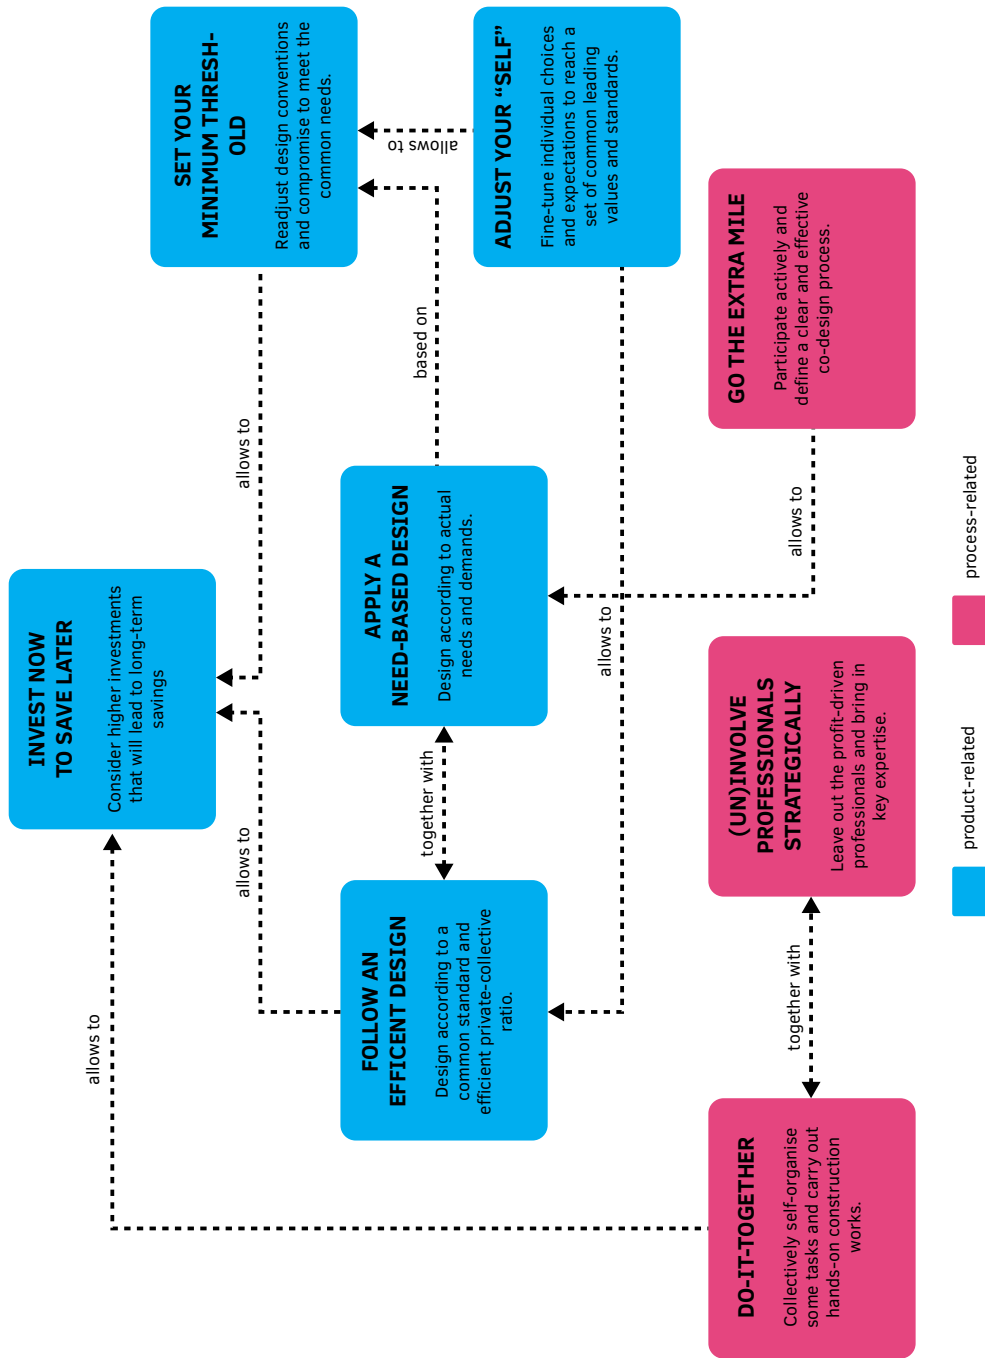 INVEST NOW
TO SAVE LATER
Consider higher investments
that will lead to long-term
savings
allows to
allows to
allows to
SET YOUR
MINIMUM THRESH-
OLD
Readjust design conventions
and compromise to meet the
common needs.
FOLLOW AN
EFFICENT DESIGN
Design according to a
common standard and
efficient private-collective
ratio.
together with
APPLY A
NEED-BASED DESIGN
Design according to actual
needs and demands.
based on
allows to
ADJUST YOUR “SELF”
Fine-tune individual choices
and expectations to reach a
set of common leading
values and standards.
allows to
DO-IT-TOGETHER
Collectively self-organise
some tasks and carry out
hands-on construction
works.
together with
(UN)INVOLVE
PROFESSIONALS
STRATEGICALLY
Leave out the profit-driven
professionals and bring in
key expertise.
allows to
GO THE EXTRA MILE
Participate actively and
define a clear and effective
co-design process.
product-related
process-related